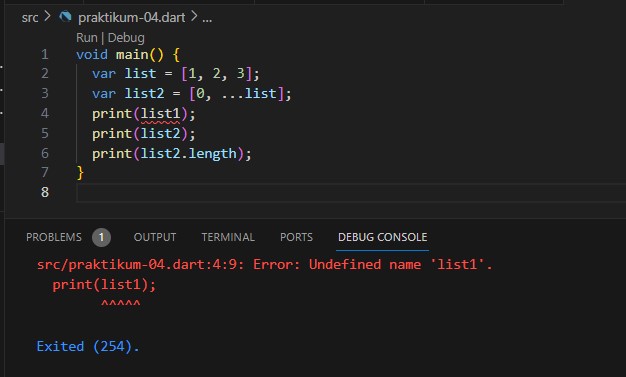 src > praktikum-04.dart > ...
Run | Debug
1 void main() {
2   var list = [1, 2, 3];
3   var list2 = [0, ...list];
4   print(list1);
5   print(list2);
6   print(list2.length);
7 }
8
PROBLEMS 1 OUTPUT TERMINAL PORTS DEBUG CONSOLE
src/praktikum-04.dart:4:9: Error: Undefined name 'list1'.
  print(list1);
        ^^^^^
Exited (254).